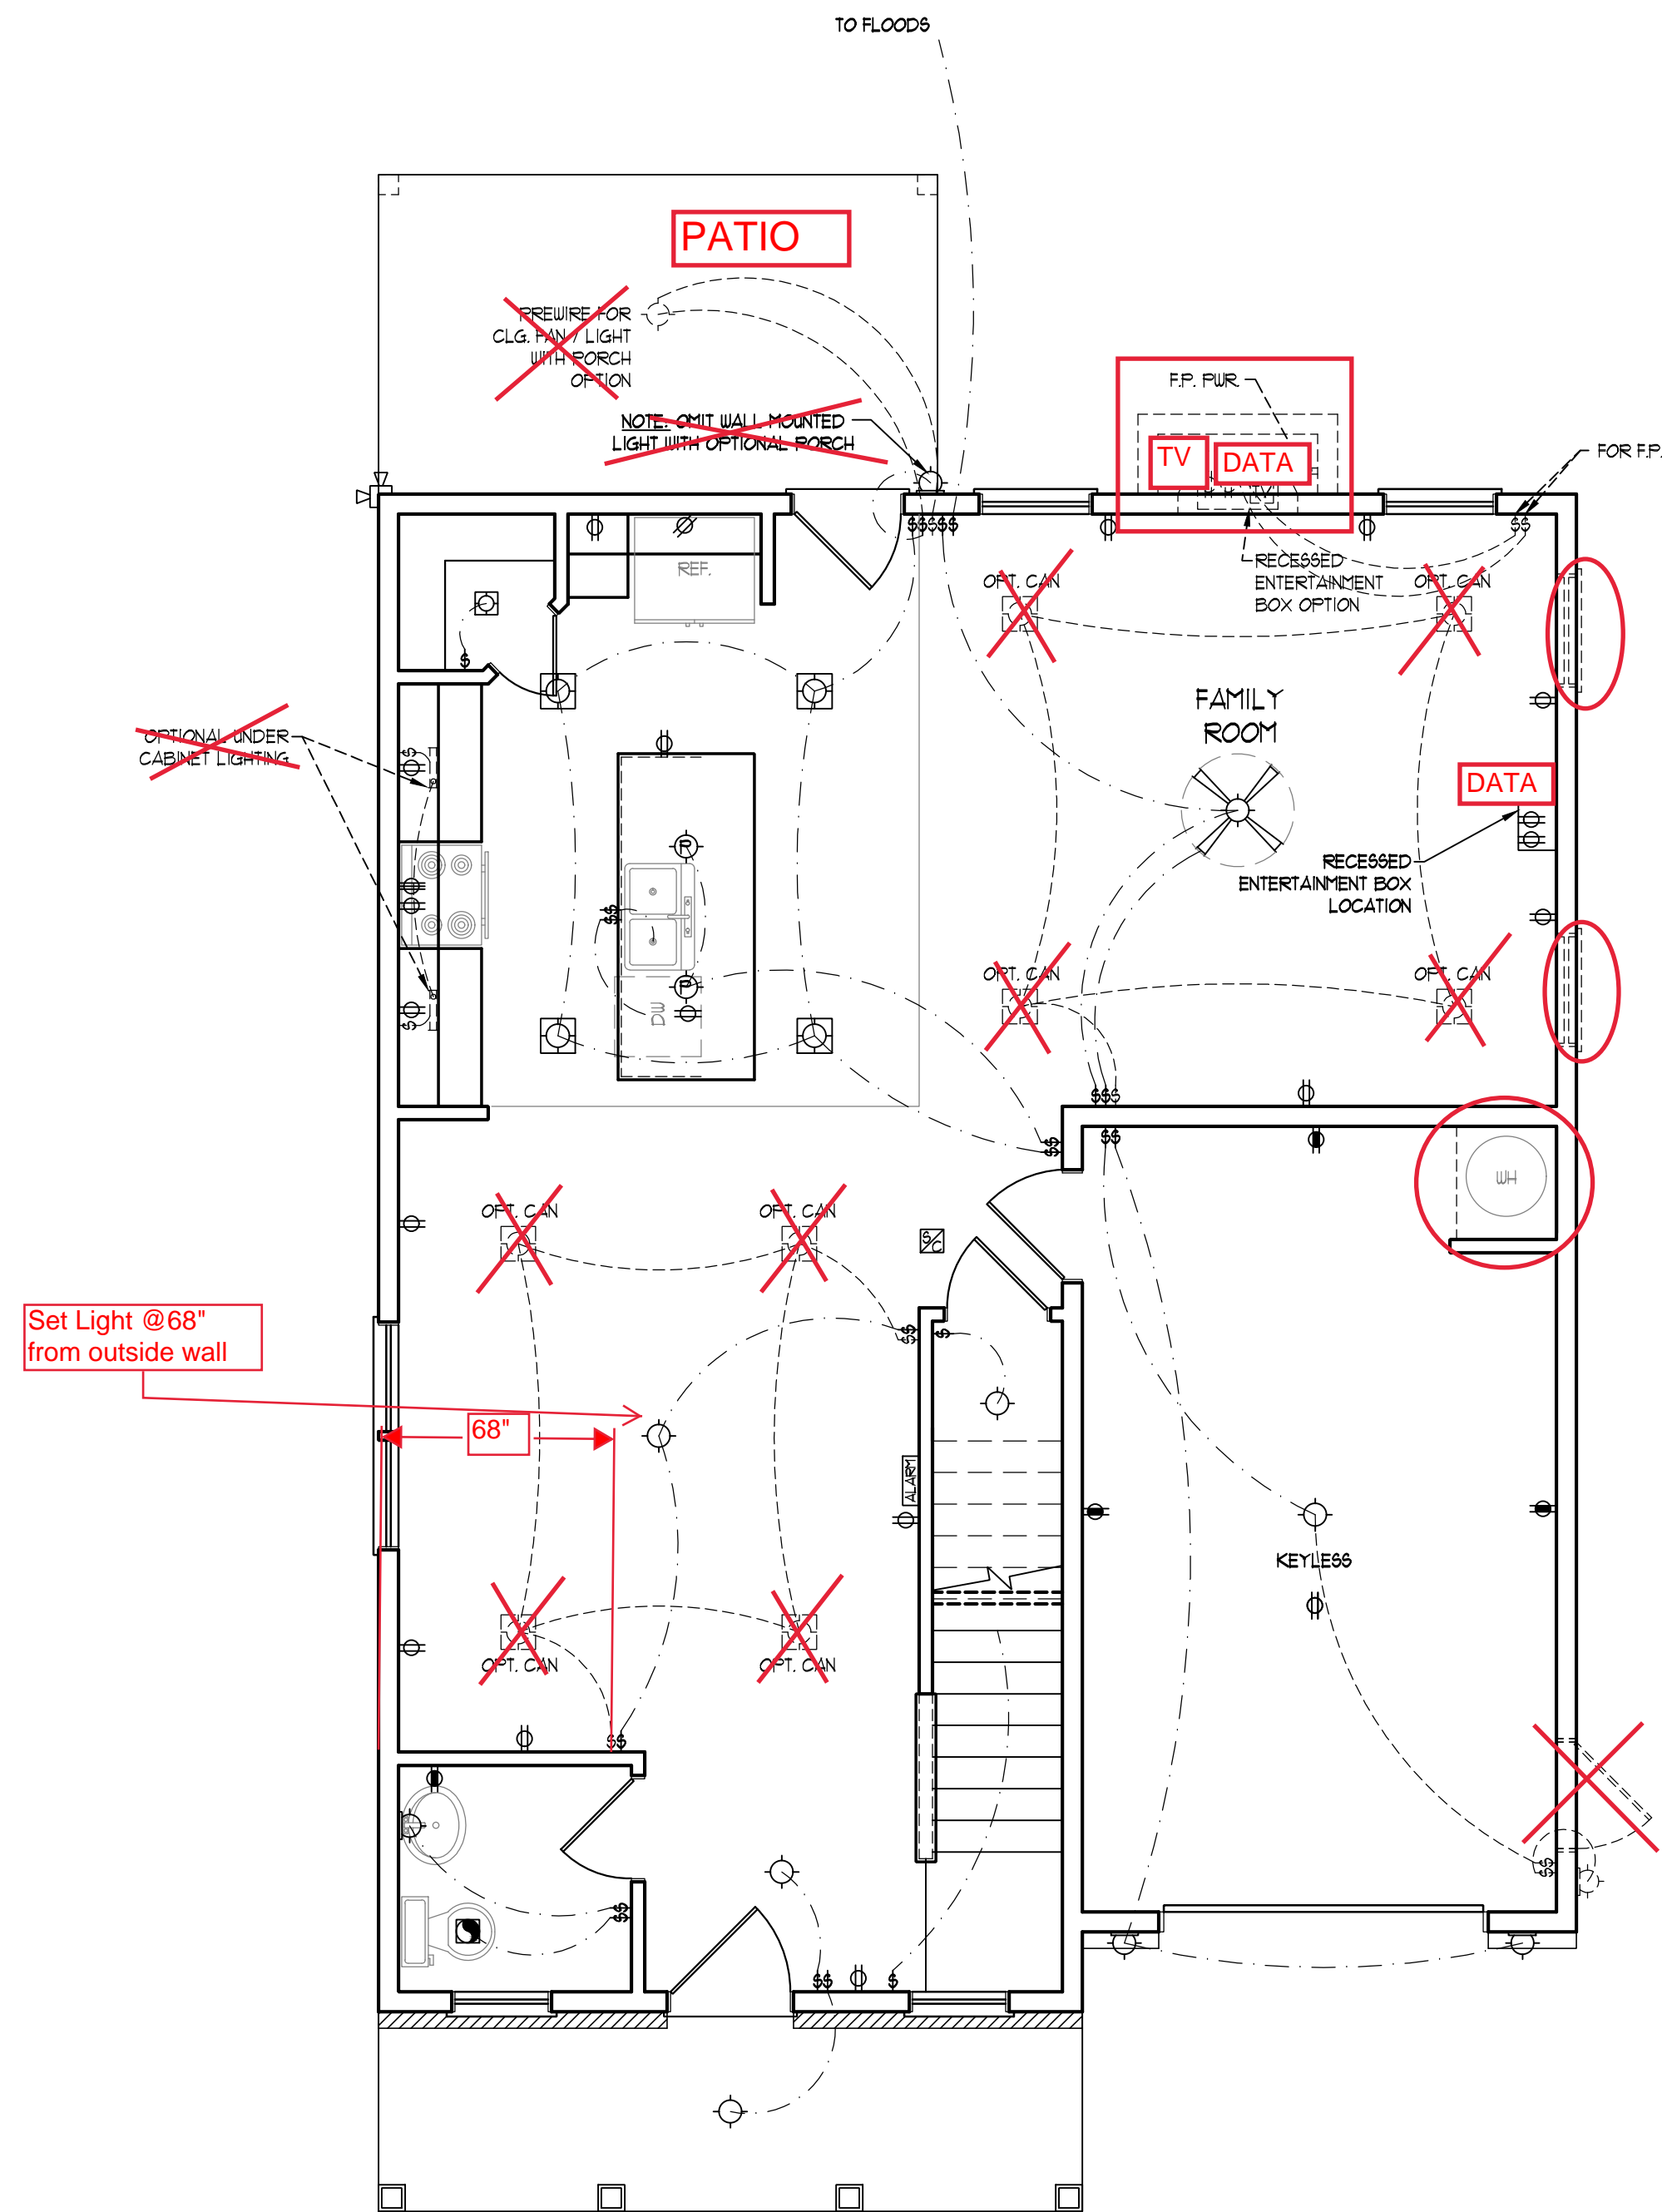 TO FLOODS
PATIO
PREWIRE FOR
CLG. FAN / LIGHT
WITH PORCH
OPTION
NOTE: OMIT WALL MOUNTED
LIGHT WITH OPTIONAL PORCH
F.P. PWR.
TV
DATA
FOR F.P.
$$$$$
$$
REF.
OPT. CAN
RECESSED
ENTERTAINMENT
BOX OPTION
OPT. CAN
$
FAMILY
ROOM
OPTIONAL UNDER
CABINET LIGHTING
$
DATA
R
RECESSED
ENTERTAINMENT BOX
LOCATION
$$
P
DW
$
OPT. CAN
OPT. CAN
$$$
$$
$$
WH
OPT. CAN
OPT. CAN
S/C
Set Light @68"
from outside wall
$$
$
68"
ALARM
KEYLESS
OPT. CAN
OPT. CAN
$$
$$
$$
$$
$